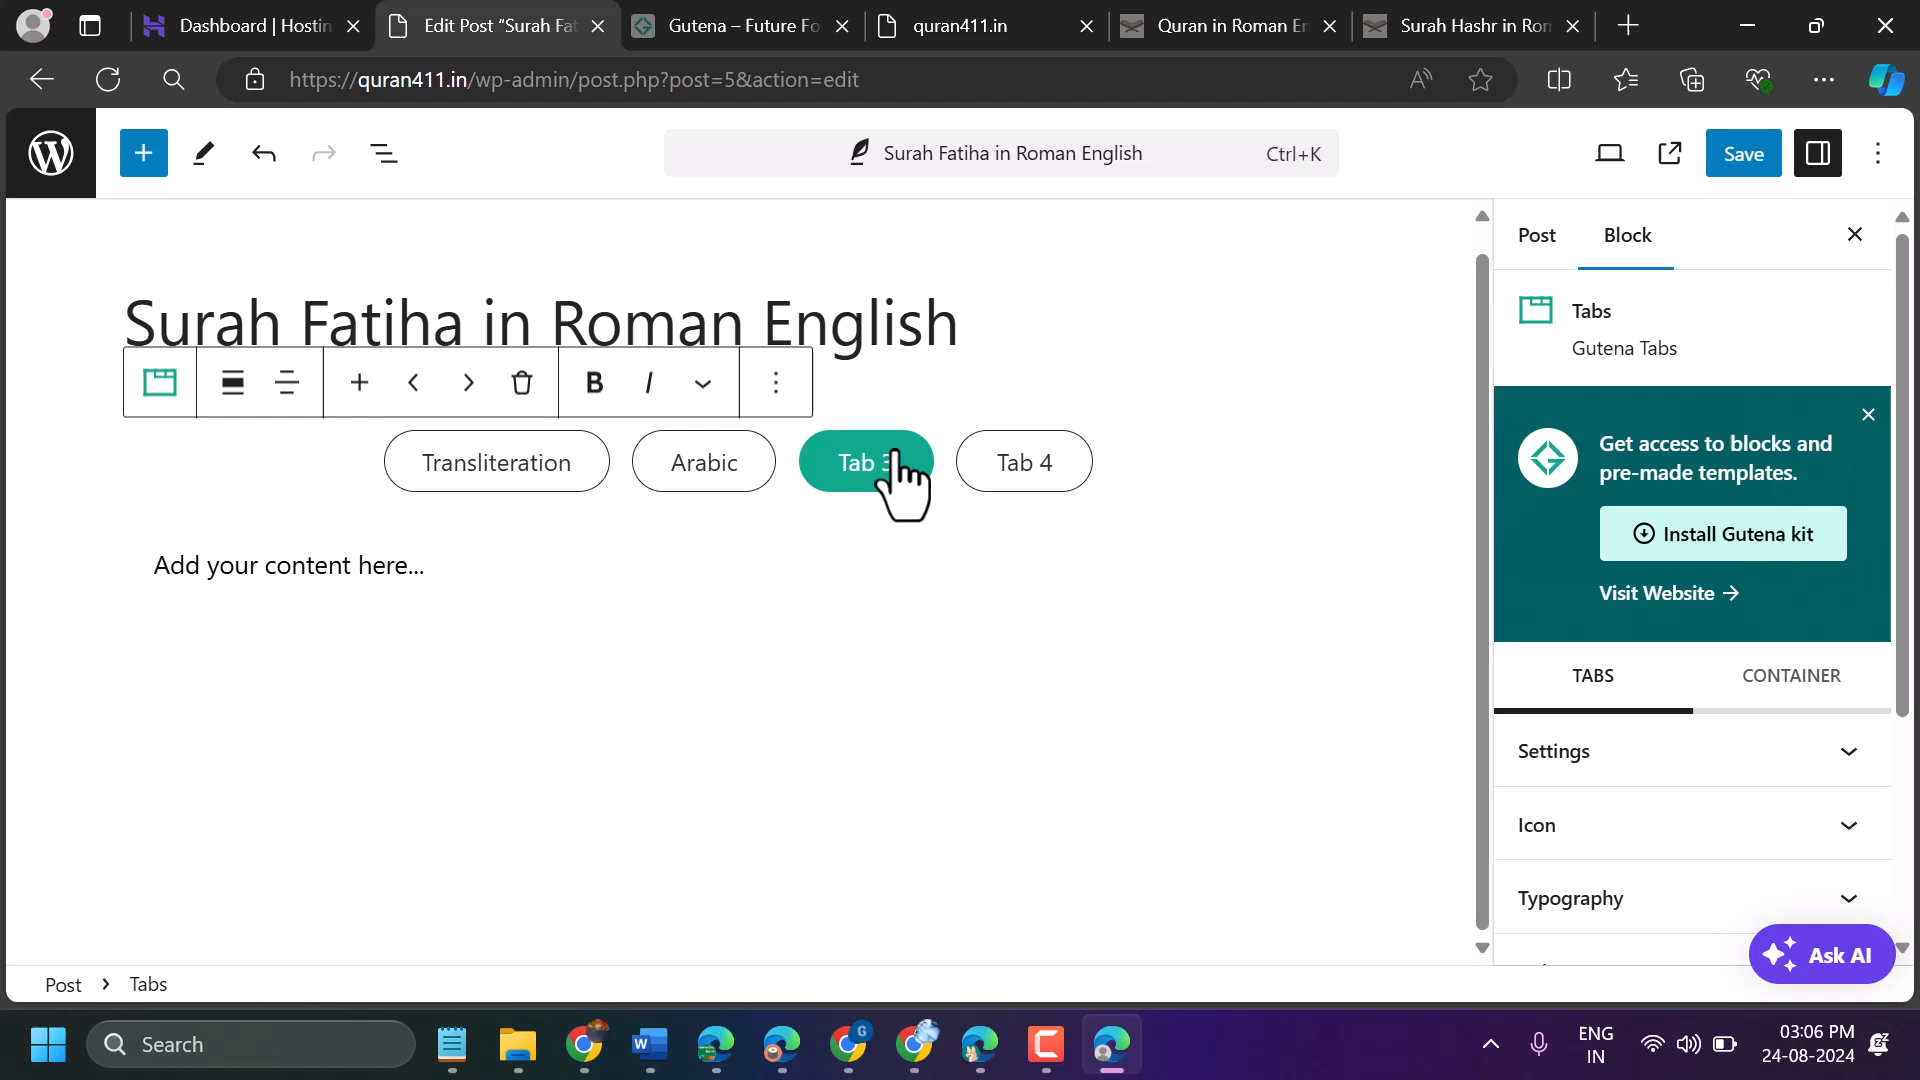 Dashboard | Hostin
Edit Post “Surah Fat
Gutena – Future Fo
quran411.in
Quran in Roman En
Surah Hashr in Rom
https://quran411.in/wp-admin/post.php?post=5&action=edit
Surah Fatiha in Roman English
Ctrl+K
Save
Post
Block
Tabs
Gutena Tabs
Surah Fatiha in Roman English
B
I
Get access to blocks and
pre-made templates.
Install Gutena kit
Visit Website →
Transliteration
Arabic
Tab 3
Tab 4
Add your content here...
TABS
CONTAINER
Settings
Icon
Typography
Ask AI
Post › Tabs
Search
ENG
IN
03:06 PM
24-08-2024